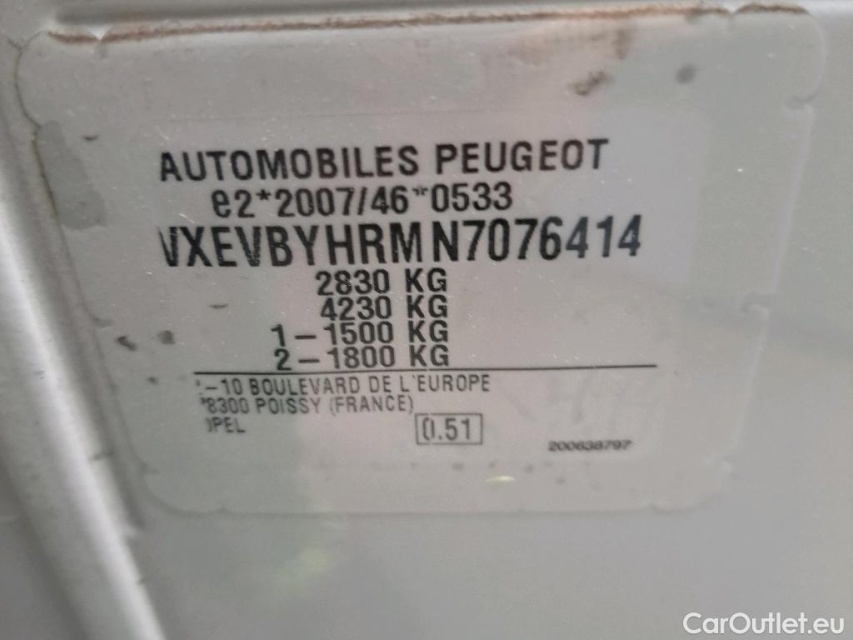 AUTOMOBILES PEUGEOT
e2*2007/46*0533
VXEVBYHRMN7076414
2830 KG
4230 KG
1-1500 KG
2-1800 KG
-10 BOULEVARD DE L'EUROPE
78300 POISSY (FRANCE)
OPEL
0.51
200638797
CarOutlet.eu